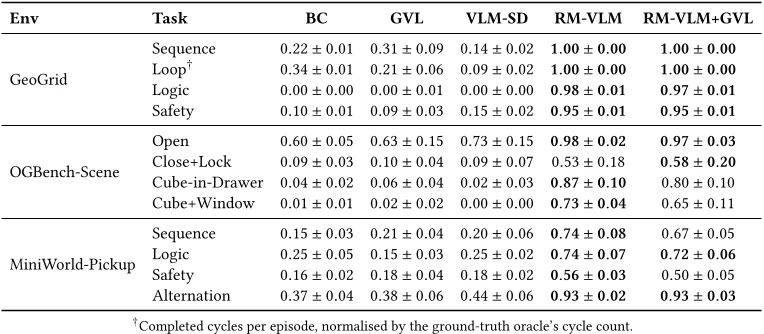 Env Task BC GVL VLM-SD RM-VLM RM-VLM+GVL
GeoGrid
Sequence 0.22 ± 0.01 0.31 ± 0.09 0.14 ± 0.02 1.00 ± 0.00 1.00 ± 0.00
Loop† 0.34 ± 0.01 0.21 ± 0.06 0.09 ± 0.02 1.00 ± 0.00 1.00 ± 0.00
Logic 0.00 ± 0.00 0.00 ± 0.01 0.00 ± 0.00 0.98 ± 0.01 0.97 ± 0.01
Safety 0.10 ± 0.01 0.09 ± 0.03 0.15 ± 0.02 0.95 ± 0.01 0.95 ± 0.01
OGBench-Scene
Open 0.60 ± 0.05 0.63 ± 0.15 0.73 ± 0.15 0.98 ± 0.02 0.97 ± 0.03
Close+Lock 0.09 ± 0.03 0.10 ± 0.04 0.09 ± 0.07 0.53 ± 0.18 0.58 ± 0.20
Cube-in-Drawer 0.04 ± 0.02 0.06 ± 0.04 0.02 ± 0.03 0.87 ± 0.10 0.80 ± 0.10
Cube+Window 0.01 ± 0.01 0.02 ± 0.02 0.00 ± 0.00 0.73 ± 0.04 0.65 ± 0.11
MiniWorld-Pickup
Sequence 0.15 ± 0.03 0.21 ± 0.04 0.20 ± 0.06 0.74 ± 0.08 0.67 ± 0.05
Logic 0.25 ± 0.05 0.15 ± 0.03 0.25 ± 0.02 0.74 ± 0.07 0.72 ± 0.06
Safety 0.16 ± 0.02 0.18 ± 0.04 0.18 ± 0.02 0.56 ± 0.03 0.50 ± 0.05
Alternation 0.37 ± 0.04 0.38 ± 0.06 0.44 ± 0.06 0.93 ± 0.02 0.93 ± 0.03
†Completed cycles per episode, normalised by the ground-truth oracle's cycle count.